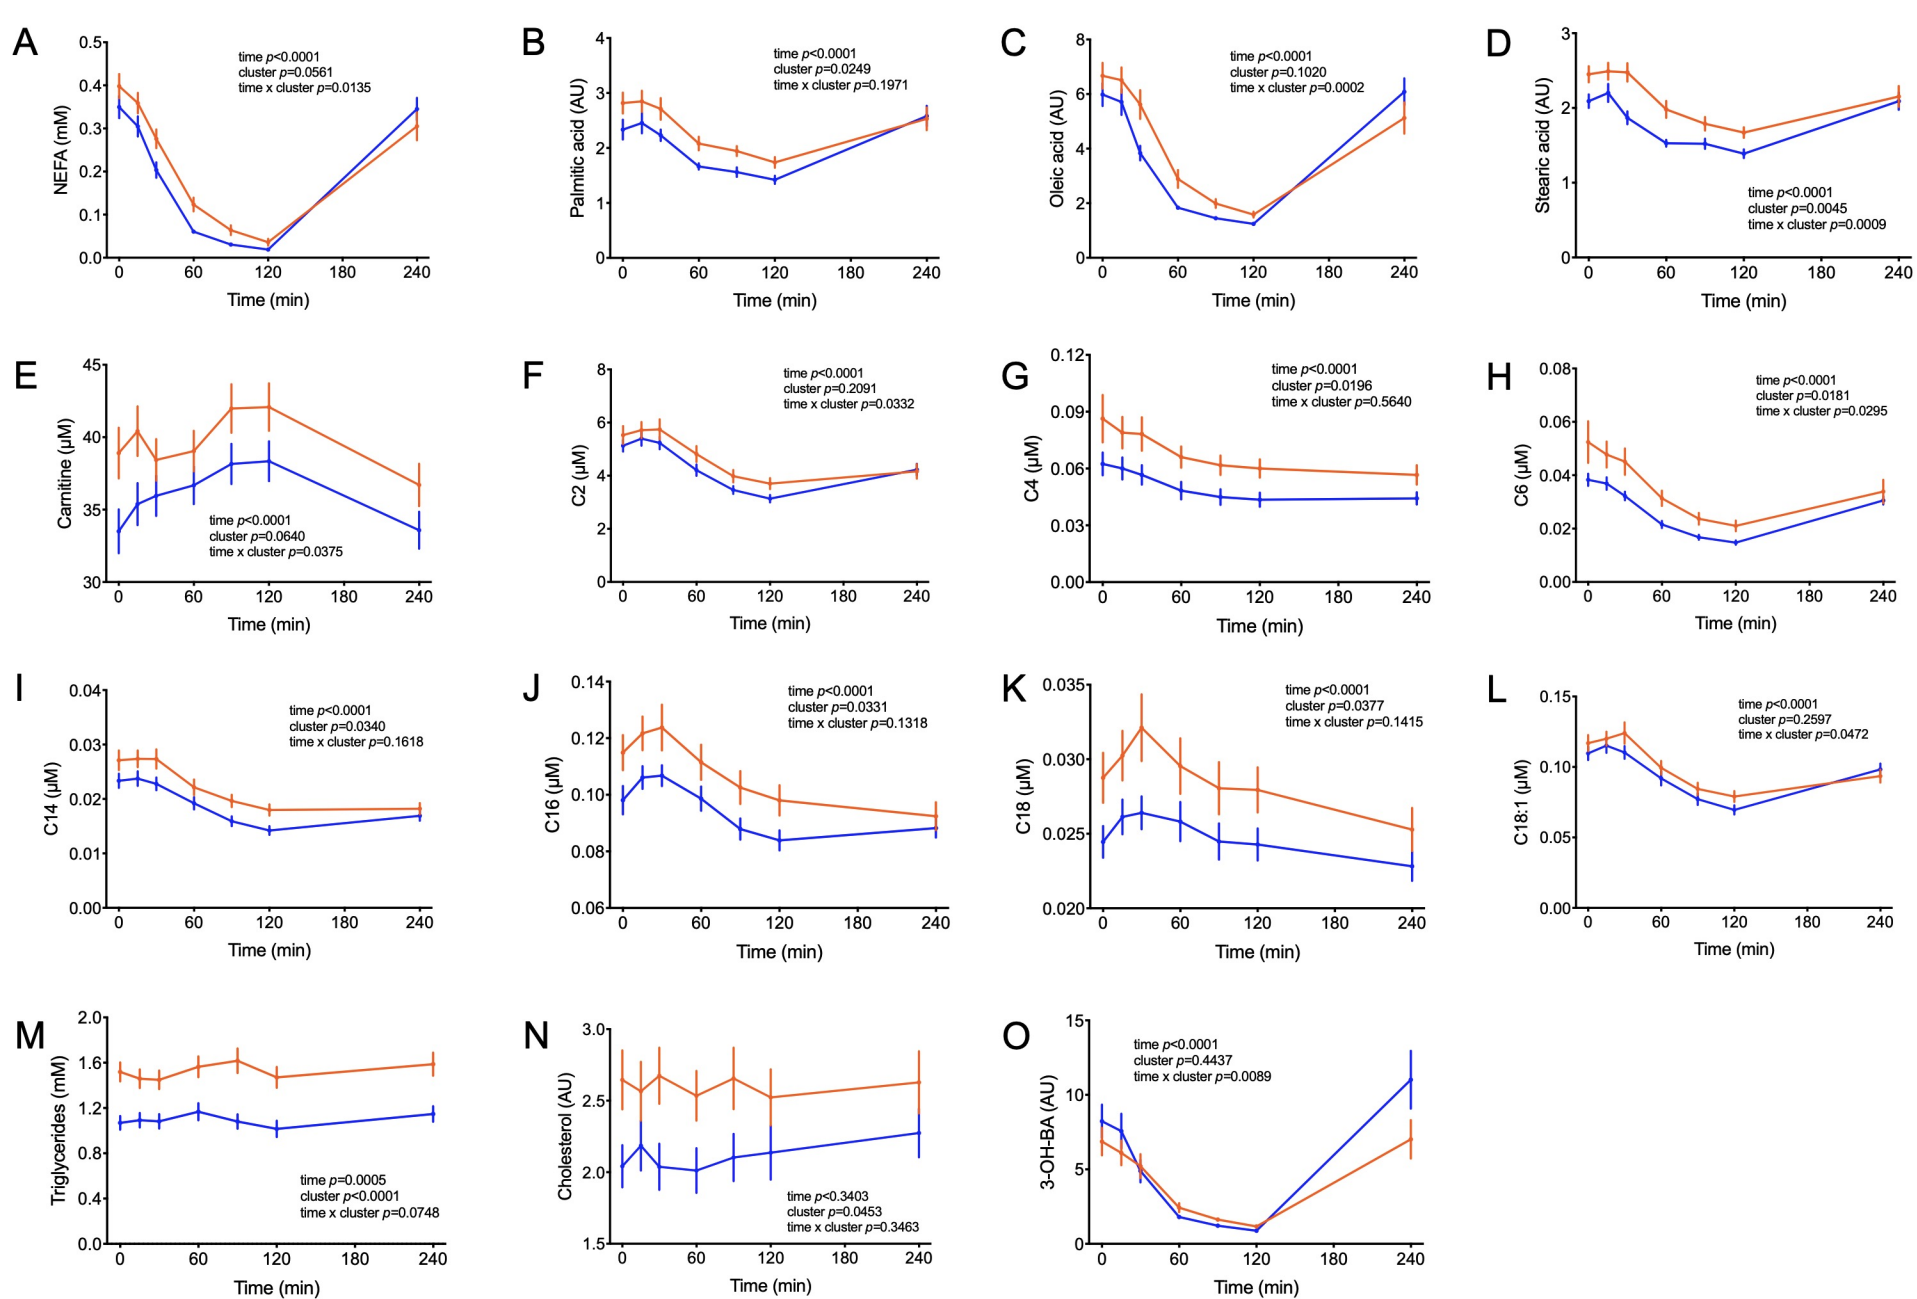 A
NEFA (mM)
0.5
0.4
0.3
0.2
0.1
0.0
time p<0.0001
cluster p=0.0561
time x cluster p=0.0135
0 60 120 180 240
Time (min)
B
Palmitic acid (AU)
4
3
2
1
0
time p<0.0001
cluster p=0.0249
time x cluster p=0.1971
0 60 120 180 240
Time (min)
C
Oleic acid (AU)
8
6
4
2
0
time p<0.0001
cluster p=0.1020
time x cluster p=0.0002
0 60 120 180 240
Time (min)
D
Stearic acid (AU)
3
2
1
0
time p<0.0001
cluster p=0.0045
time x cluster p=0.0009
0 60 120 180 240
Time (min)
E
Carnitine (µM)
45
40
35
30
time p<0.0001
cluster p=0.0640
time x cluster p=0.0375
0 60 120 180 240
Time (min)
F
C2 (µM)
8
6
4
2
0
time p<0.0001
cluster p=0.2091
time x cluster p=0.0332
0 60 120 180 240
Time (min)
G
C4 (µM)
0.12
0.09
0.06
0.03
0.00
time p<0.0001
cluster p=0.0196
time x cluster p=0.5640
0 60 120 180 240
Time (min)
H
C6 (µM)
0.08
0.06
0.04
0.02
0.00
time p<0.0001
cluster p=0.0181
time x cluster p=0.0295
0 60 120 180 240
Time (min)
I
C14 (µM)
0.04
0.03
0.02
0.01
0.00
time p<0.0001
cluster p=0.0340
time x cluster p=0.1618
0 60 120 180 240
Time (min)
J
C16 (µM)
0.14
0.12
0.10
0.08
0.06
time p<0.0001
cluster p=0.0331
time x cluster p=0.1318
0 60 120 180 240
Time (min)
K
C18 (µM)
0.035
0.030
0.025
0.020
time p<0.0001
cluster p=0.0377
time x cluster p=0.1415
0 60 120 180 240
Time (min)
L
C18:1 (µM)
0.15
0.10
0.05
0.00
time p<0.0001
cluster p=0.2597
time x cluster p=0.0472
0 60 120 180 240
Time (min)
M
Triglycerides (mM)
2.0
1.6
1.2
0.8
0.4
0.0
time p=0.0005
cluster p<0.0001
time x cluster p=0.0748
0 60 120 180 240
Time (min)
N
Cholesterol (AU)
3.0
2.5
2.0
1.5
time p<0.3403
cluster p=0.0453
time x cluster p=0.3463
0 60 120 180 240
Time (min)
O
3-OH-BA (AU)
15
10
5
0
time p<0.0001
cluster p=0.4437
time x cluster p=0.0089
0 60 120 180 240
Time (min)